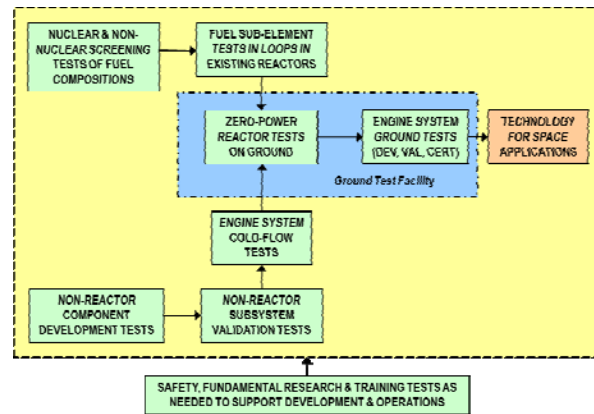 NUCLEAR & NON-
NUCLEAR SCREENING
TESTS OF FUEL
COMPOSITIONS
FUEL SUB-ELEMENT
TESTS IN LOOPS IN
EXISTING REACTORS
ZERO-POWER
REACTOR TESTS
ON GROUND
ENGINE SYSTEM
GROUND TESTS
(DEV, VAL, CERT)
TECHNOLOGY
FOR SPACE
APPLICATIONS
Ground Test Facility
ENGINE SYSTEM
COLD-FLOW
TESTS
NON-REACTOR
COMPONENT
DEVELOPMENT TESTS
NON-REACTOR
SUBSYSTEM
VALIDATION TESTS
SAFETY, FUNDAMENTAL RESEARCH & TRAINING TESTS AS
NEEDED TO SUPPORT DEVELOPMENT & OPERATIONS